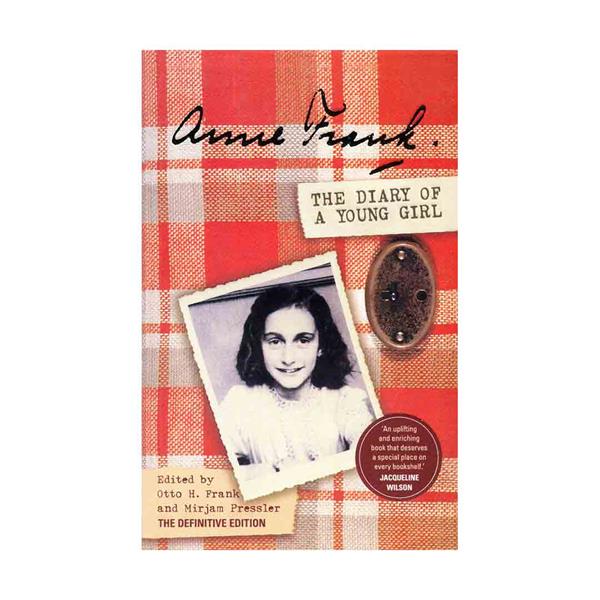 Anne Frank.
THE DIARY OF
A YOUNG GIRL
'An uplifting
and enriching
book that deserves
a special place on
every bookshelf.'
JACQUELINE
WILSON
Edited by
Otto H. Frank
and Mirjam Pressler
THE DEFINITIVE EDITION